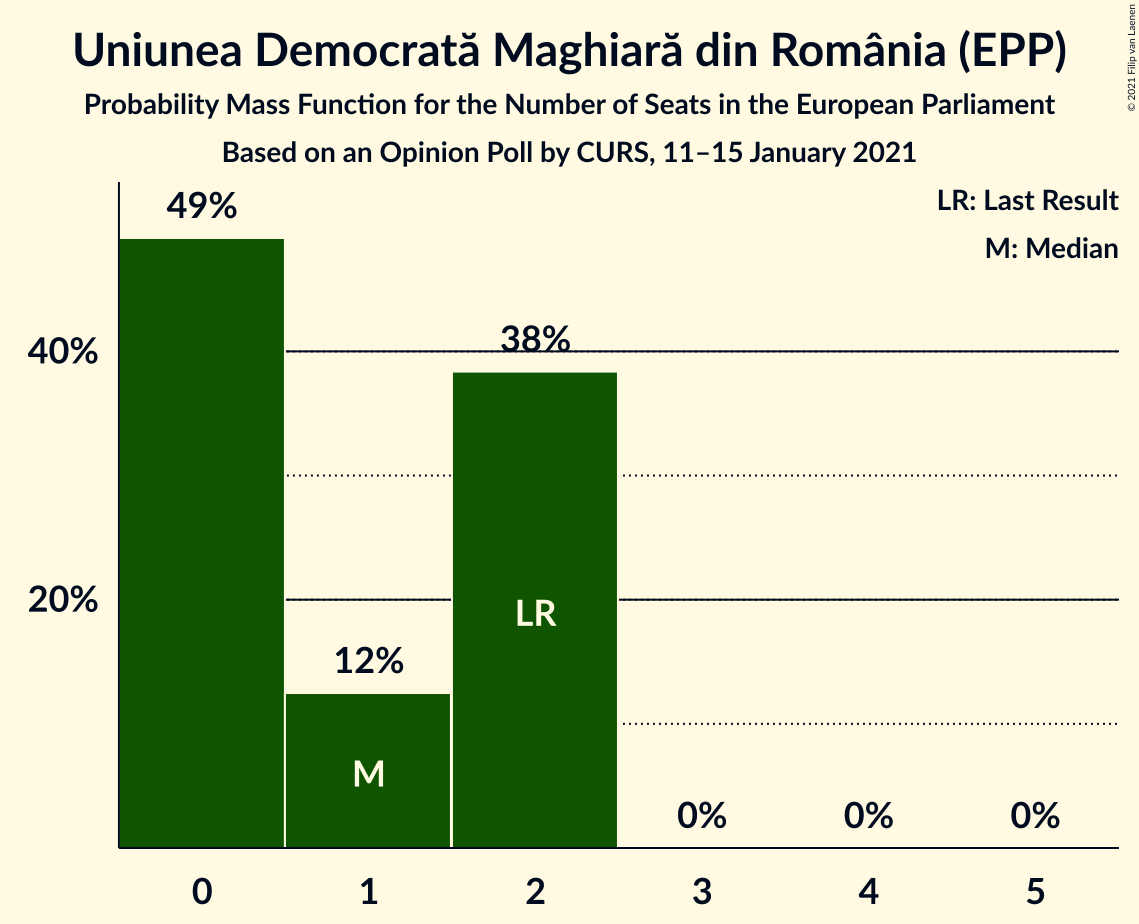 Uniunea Democrată Maghiară din România (EPP)
Probability Mass Function for the Number of Seats in the European Parliament
Based on an Opinion Poll by CURS, 11–15 January 2021
© 2021 Filip van Laenen
LR: Last Result
M: Median
49%
38%
40%
20%
LR
12%
M
0% 0% 0%
0 1 2 3 4 5